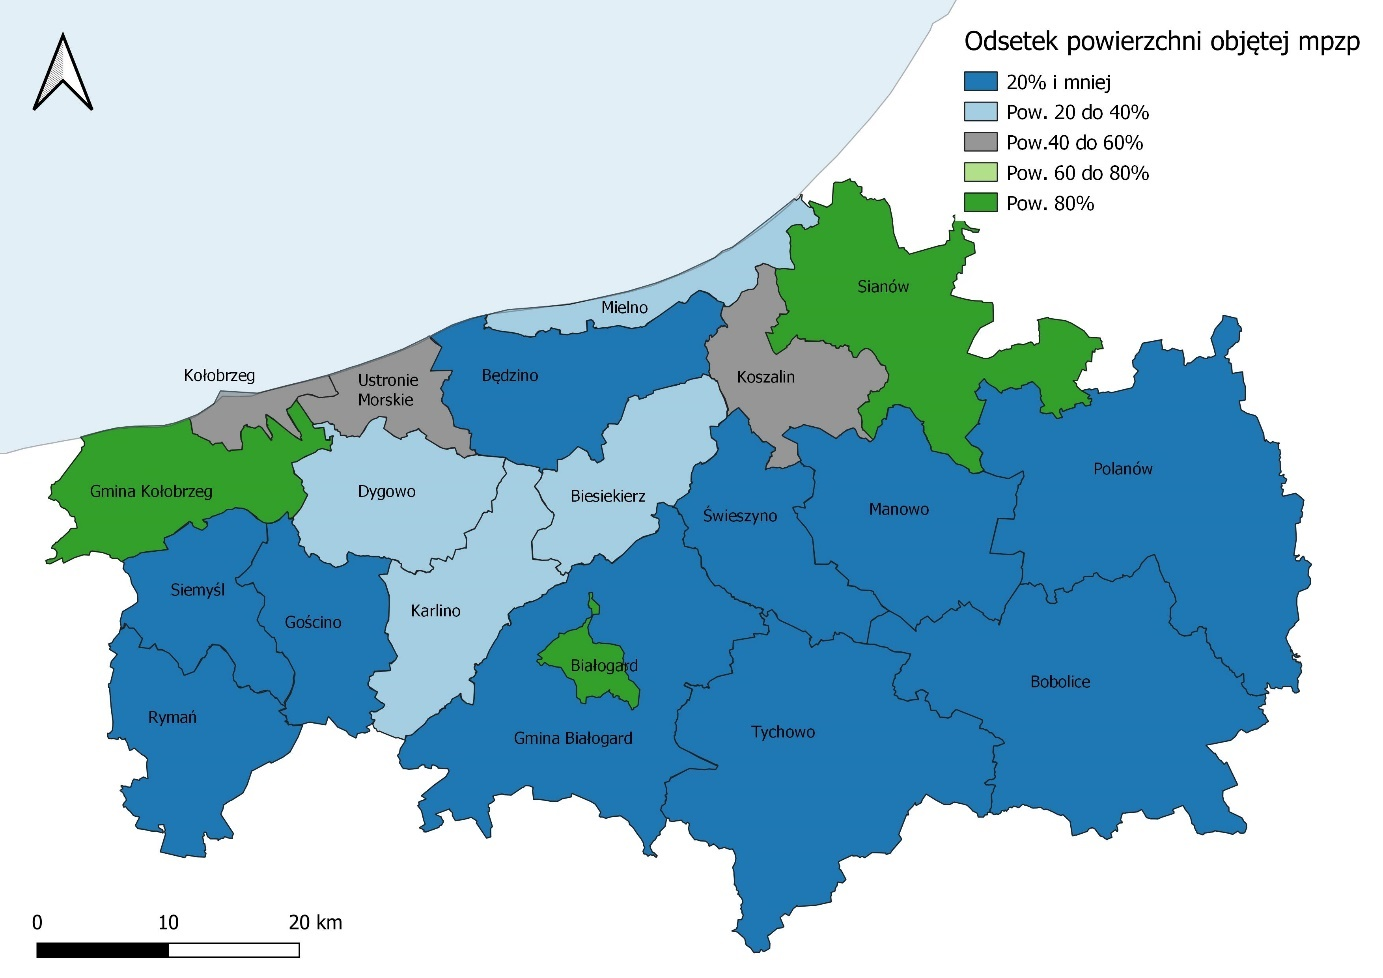 Odsetek powierzchni objętej mpzp
20% i mniej
Pow. 20 do 40%
Pow.40 do 60%
Pow. 60 do 80%
Pow. 80%
Sianów
Mielno
Kołobrzeg
Ustronie
Morskie
Będzino
Koszalin
Polanów
Gmina Kołobrzeg
Dygowo
Biesiekierz
Świeszyno
Manowo
Siemyśl
Gościno
Karlino
Białogard
Bobolice
Rymań
Gmina Białogard
Tychowo
0 10 20 km